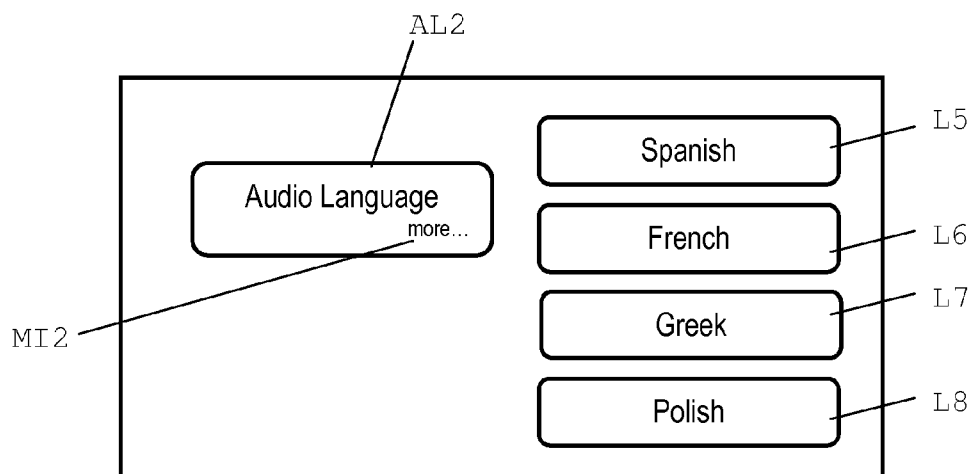 AL2
Spanish
L5
Audio Language
more...
French
L6
L7
Greek
MI2
Polish
L8